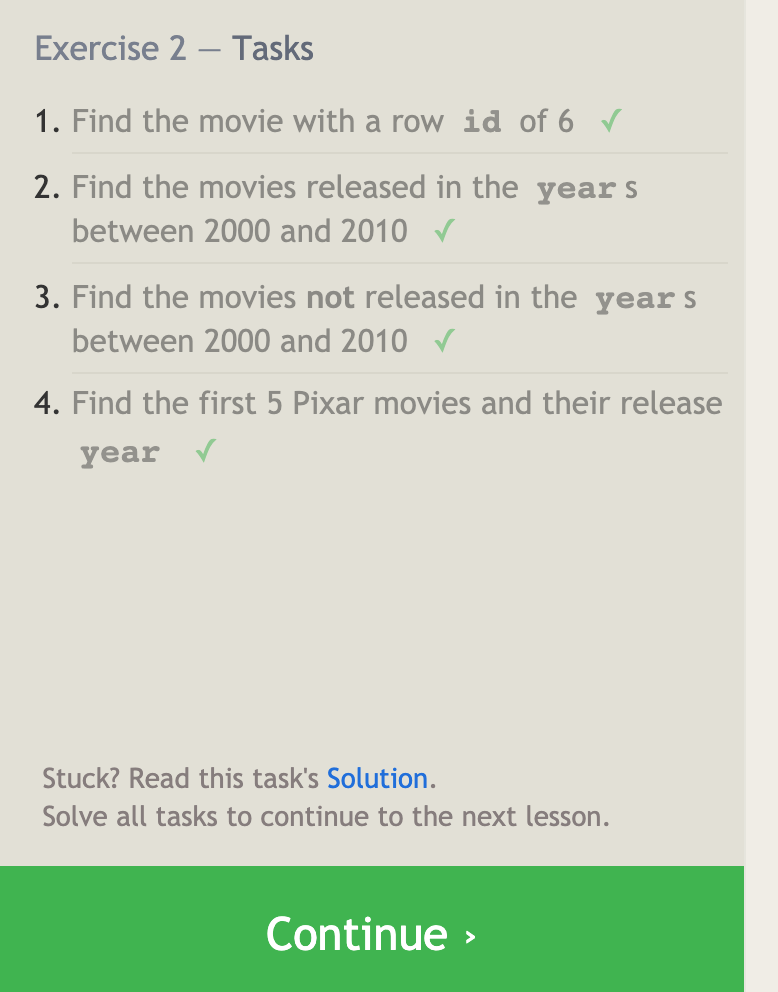 Exercise 2 — Tasks
1. Find the movie with a row id of 6 ✓
2. Find the movies released in the year s
between 2000 and 2010 ✓
3. Find the movies not released in the year s
between 2000 and 2010 ✓
4. Find the first 5 Pixar movies and their release
year ✓
Stuck? Read this task's Solution.
Solve all tasks to continue to the next lesson.
Continue ›